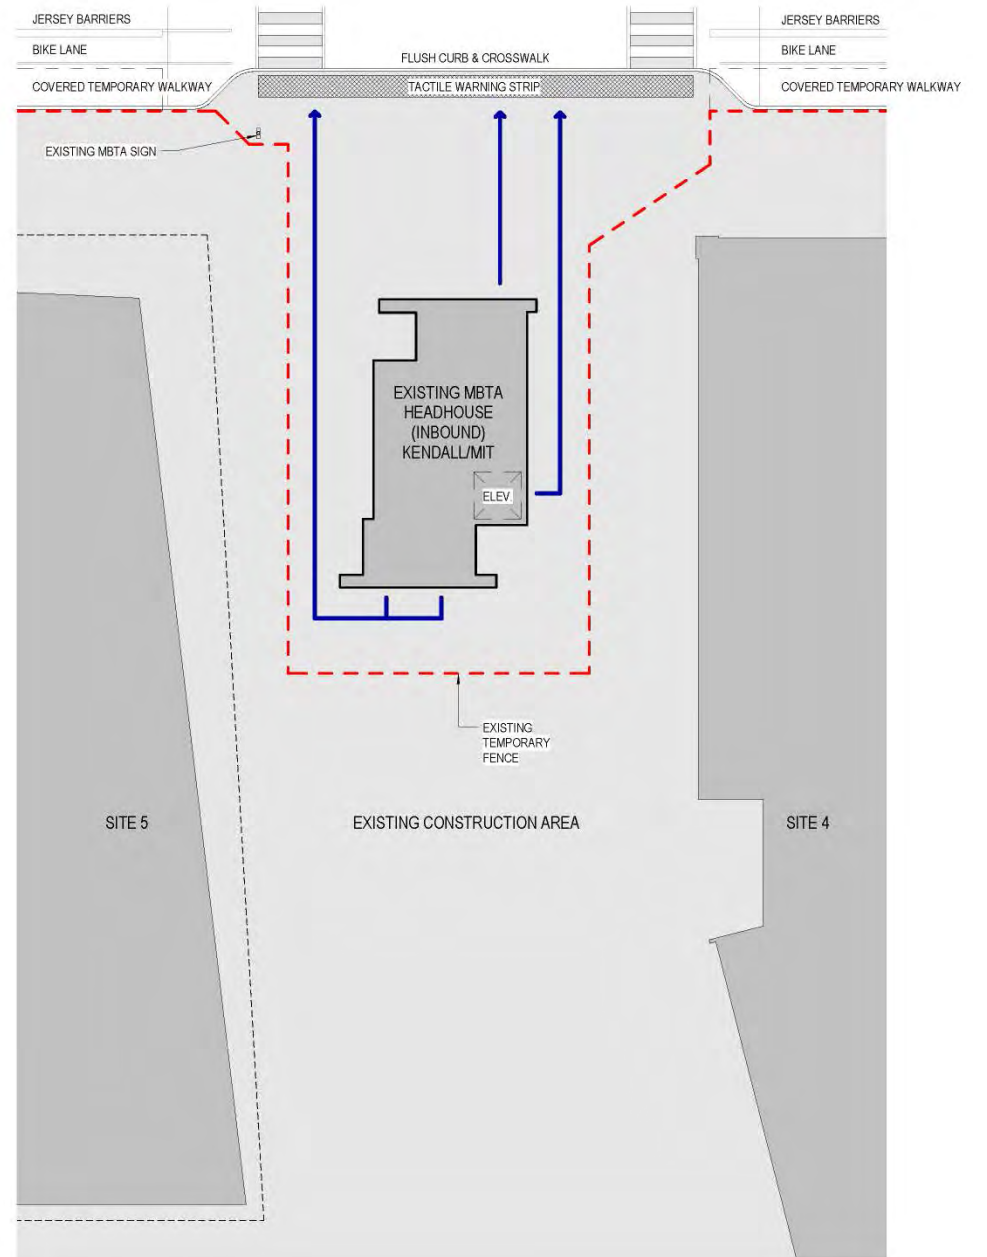 JERSEY BARRIERS
JERSEY BARRIERS
BIKE LANE
BIKE LANE
FLUSH CURB & CROSSWALK
COVERED TEMPORARY WALKWAY
TACTILE WARNING STRIP
COVERED TEMPORARY WALKWAY
EXISTING MBTA SIGN
EXISTING MBTA
HEADHOUSE
(INBOUND)
KENDALL/MIT
ELEV.
EXISTING
TEMPORARY
FENCE
SITE 5
EXISTING CONSTRUCTION AREA
SITE 4